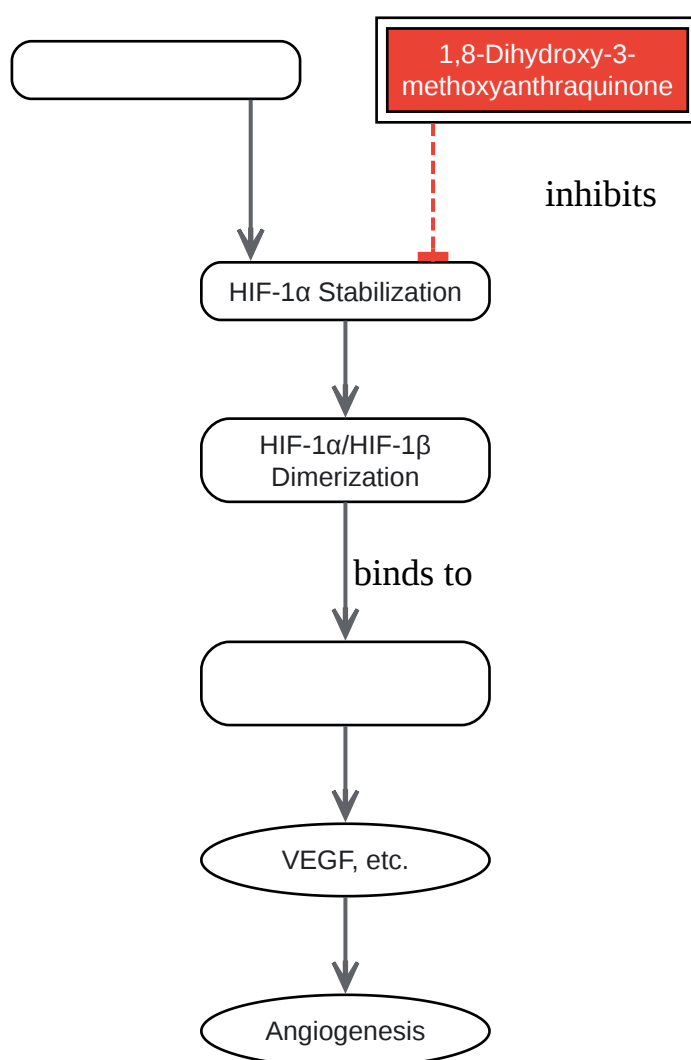 1,8-Dihydroxy-3-
methoxyanthraquinone
inhibits
HIF-1α Stabilization
HIF-1α/HIF-1β
Dimerization
binds to
VEGF, etc.
Angiogenesis